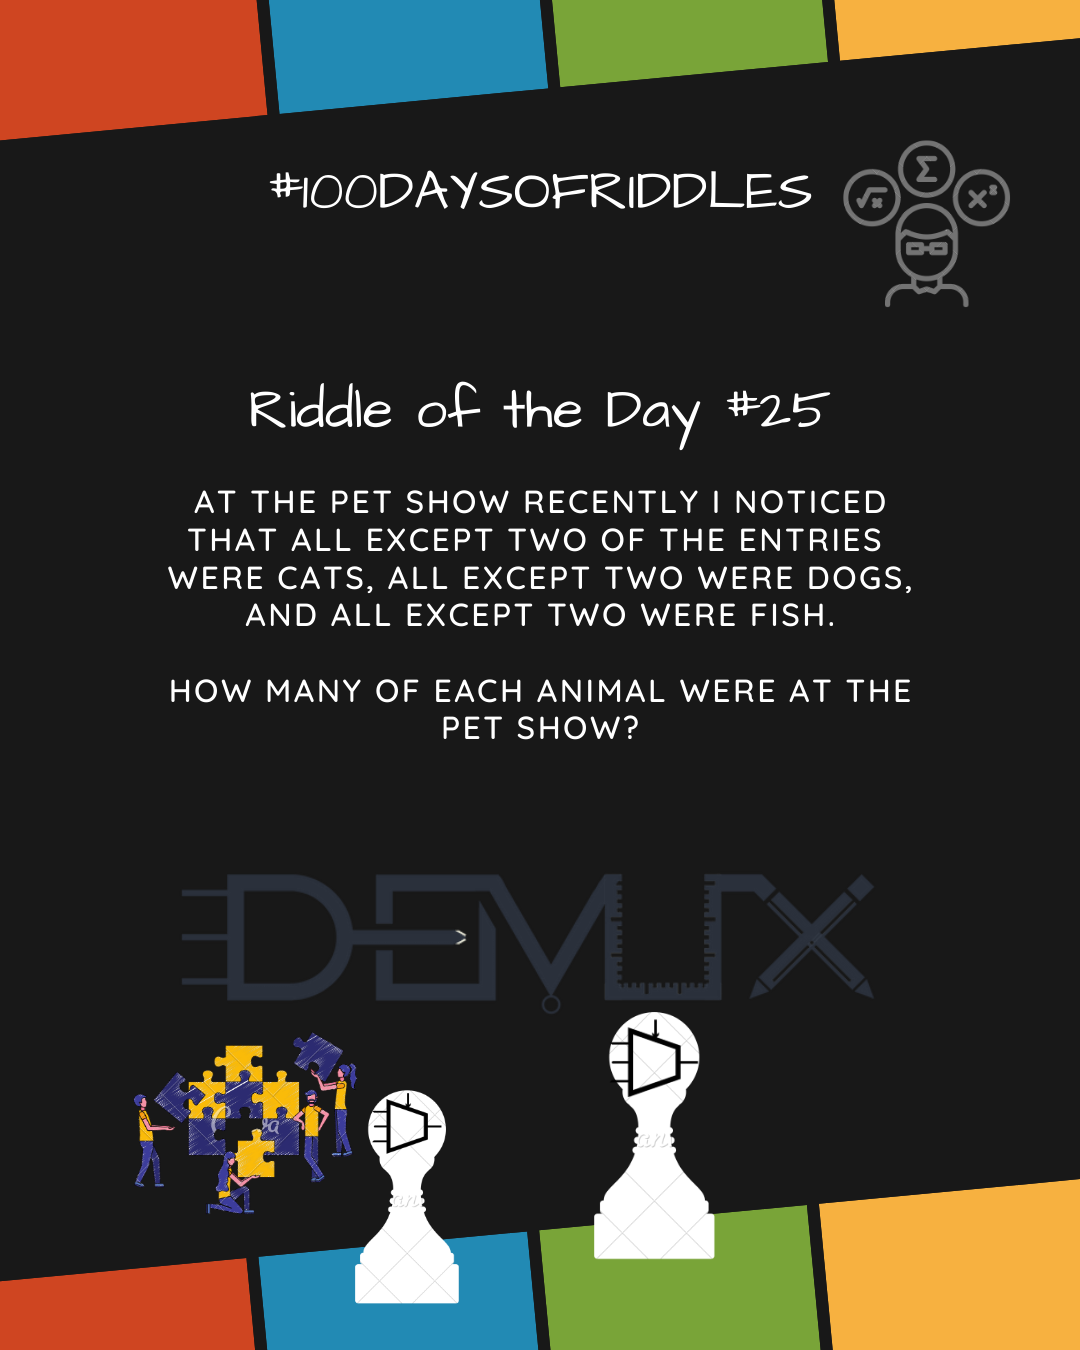 #100DAYSOFRIDDLES
Σ
√x
x²
Riddle of the Day #25
AT THE PET SHOW RECENTLY I NOTICED
THAT ALL EXCEPT TWO OF THE ENTRIES
WERE CATS, ALL EXCEPT TWO WERE DOGS,
AND ALL EXCEPT TWO WERE FISH.
HOW MANY OF EACH ANIMAL WERE AT THE
PET SHOW?
DEMUX